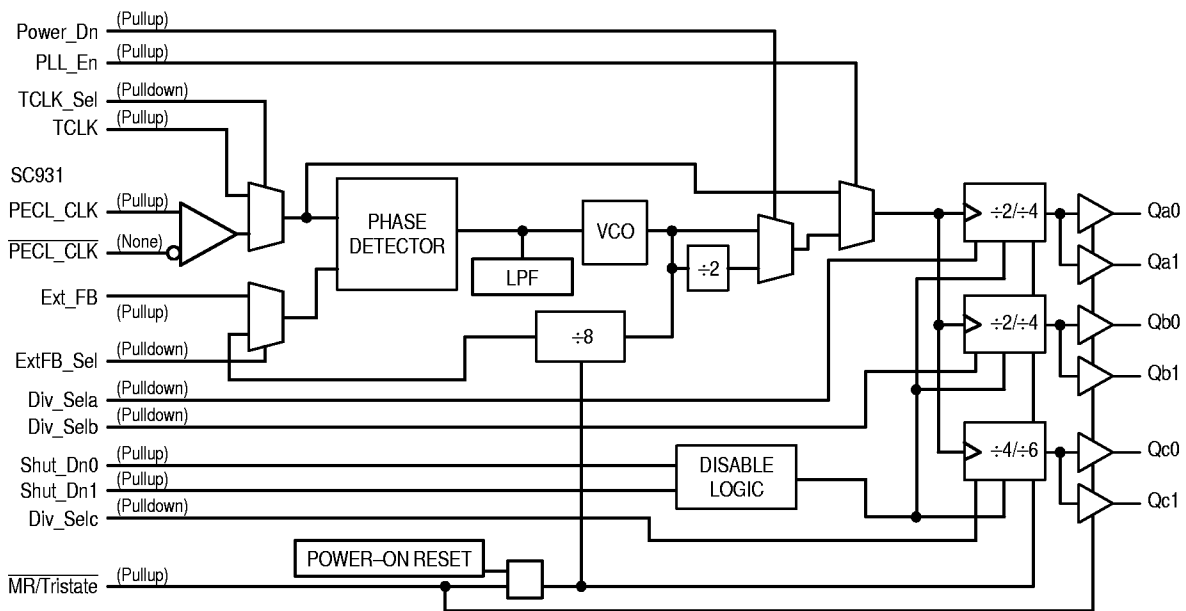 Power_Dn (Pullup)
PLL_En (Pullup)
TCLK_Sel (Pulldown)
TCLK (Pullup)
SC931
PECL_CLK (Pullup)
PECL_CLK (None)
Ext_FB (Pullup)
ExtFB_Sel (Pulldown)
Div_Sela (Pulldown)
Div_Selb (Pulldown)
Shut_Dn0 (Pullup)
Shut_Dn1 (Pullup)
Div_Selc (Pulldown)
MR/Tristate (Pullup)
PHASE
DETECTOR
LPF
VCO
÷2
÷8
DISABLE
LOGIC
POWER–ON RESET
÷2/÷4
÷2/÷4
÷4/÷6
Qa0
Qa1
Qb0
Qb1
Qc0
Qc1